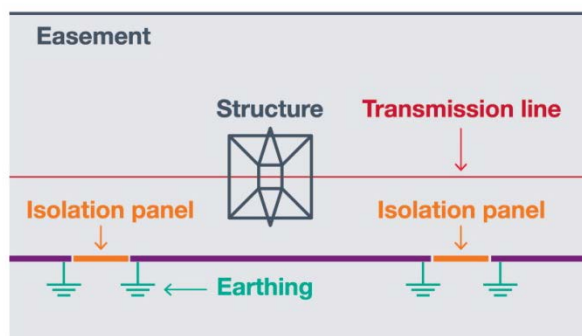 Easement
Structure
Transmission line
Isolation panel
Isolation panel
Earthing